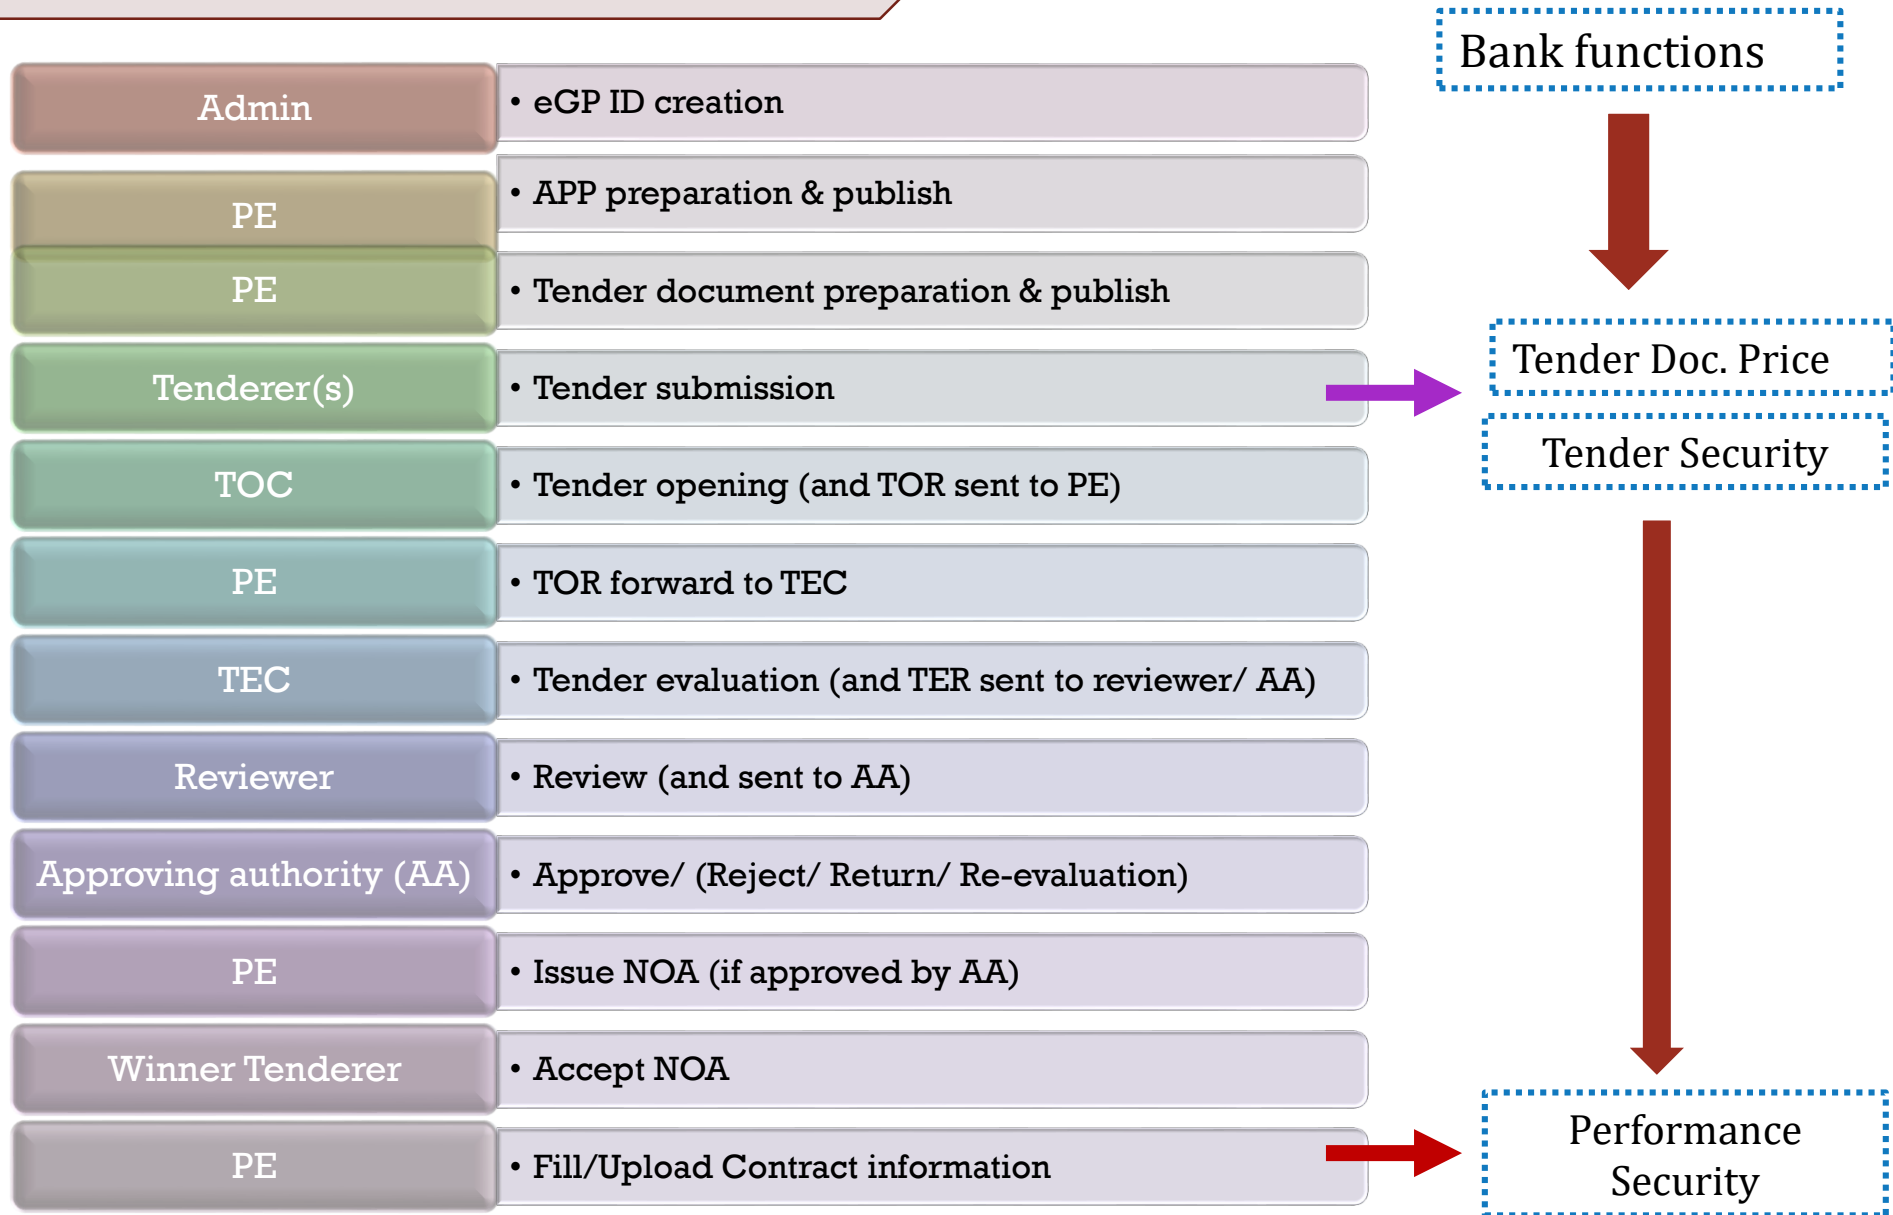 Bank functions
Admin
• eGP ID creation
PE
• APP preparation & publish
PE
• Tender document preparation & publish
Tenderer(s)
• Tender submission
Tender Doc. Price
Tender Security
TOC
• Tender opening (and TOR sent to PE)
PE
• TOR forward to TEC
TEC
• Tender evaluation (and TER sent to reviewer/ AA)
Reviewer
• Review (and sent to AA)
Approving authority (AA)
• Approve/ (Reject/ Return/ Re-evaluation)
PE
• Issue NOA (if approved by AA)
Winner Tenderer
• Accept NOA
PE
• Fill/Upload Contract information
Performance
Security